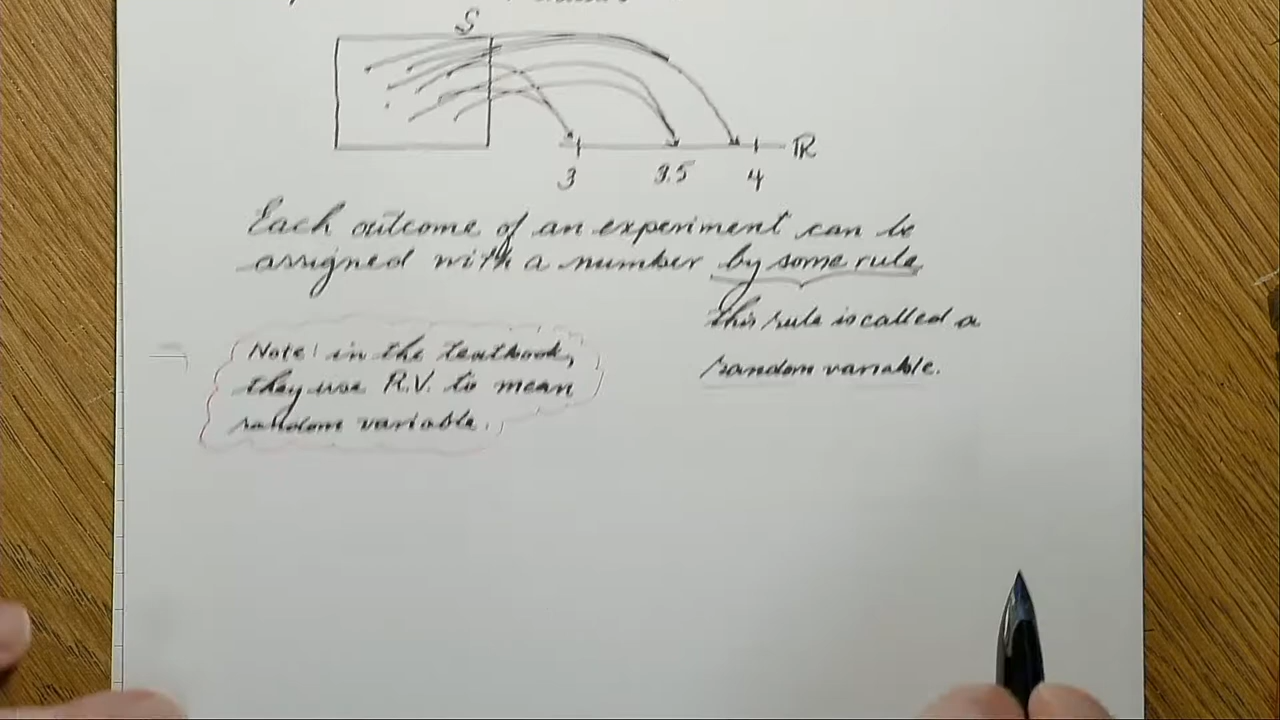 S
3 3.5 4 ℝ
Each outcome of an experiment can be
assigned with a number by some rule
this rule is called a
random variable.
Note! in the textbook,
they use R.V. to mean
random variable.